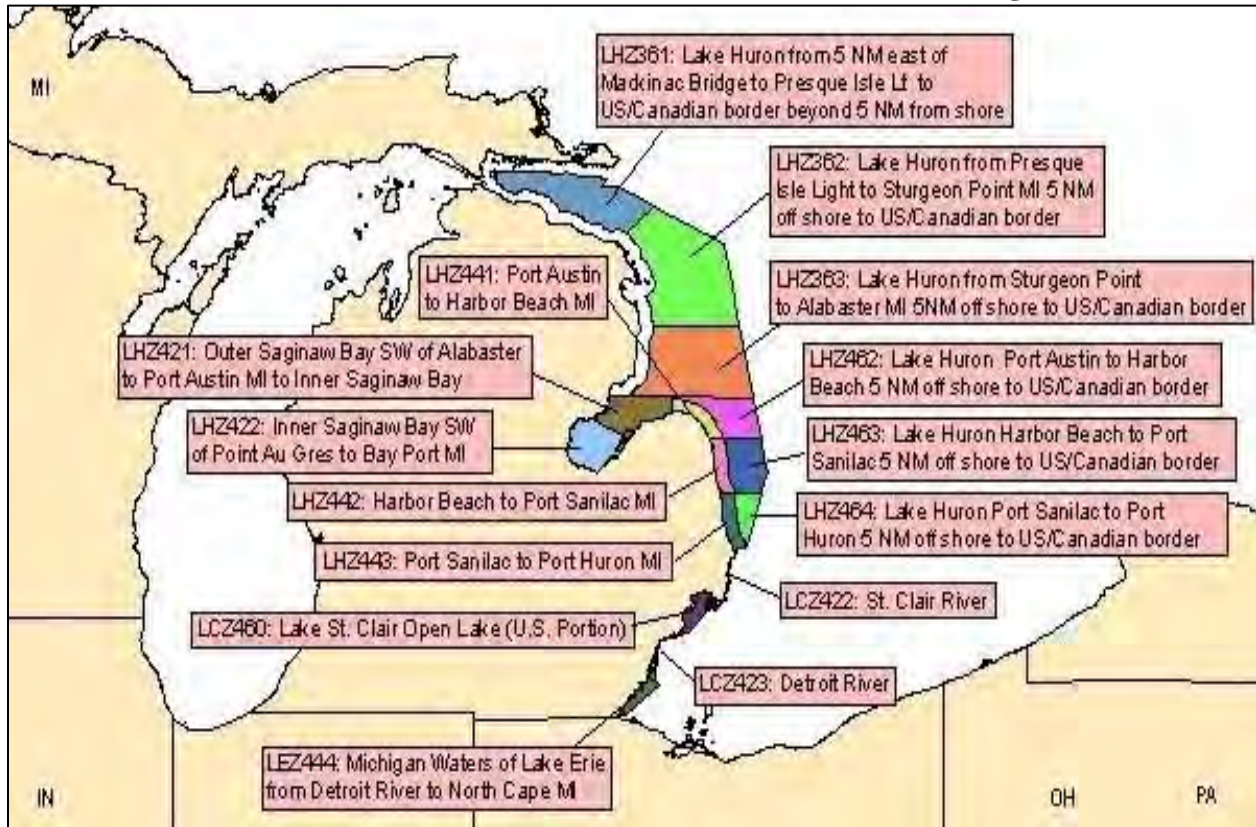 MI
LHZ361: Lake Huron from 5 NM east of
Mackinac Bridge to Presque Isle Lt to
US/Canadian border beyond 5 NM from shore
LHZ362: Lake Huron from Presque
Isle Light to Sturgeon Point MI 5 NM
off shore to US/Canadian border
LHZ441: Port Austin
to Harbor Beach MI
LHZ363: Lake Huron from Sturgeon Point
to Alabaster MI 5NM off shore to US/Canadian border
LHZ421: Outer Saginaw Bay SW of Alabaster
to Port Austin MI to Inner Saginaw Bay
LHZ462: Lake Huron Port Austin to Harbor
Beach 5 NM off shore to US/Canadian border
LHZ422: Inner Saginaw Bay SW
of Point Au Gres to Bay Port MI
LHZ463: Lake Huron Harbor Beach to Port
Sanilac 5 NM off shore to US/Canadian border
LHZ442: Harbor Beach to Port Sanilac MI
LHZ464: Lake Huron Port Sanilac to Port
Huron 5 NM off shore to US/Canadian border
LHZ443: Port Sanilac to Port Huron MI
LCZ422: St. Clair River
LCZ460: Lake St. Clair Open Lake (U.S. Portion)
LCZ423: Detroit River
LEZ444: Michigan Waters of Lake Erie
from Detroit River to North Cape MI
IN
OH
PA